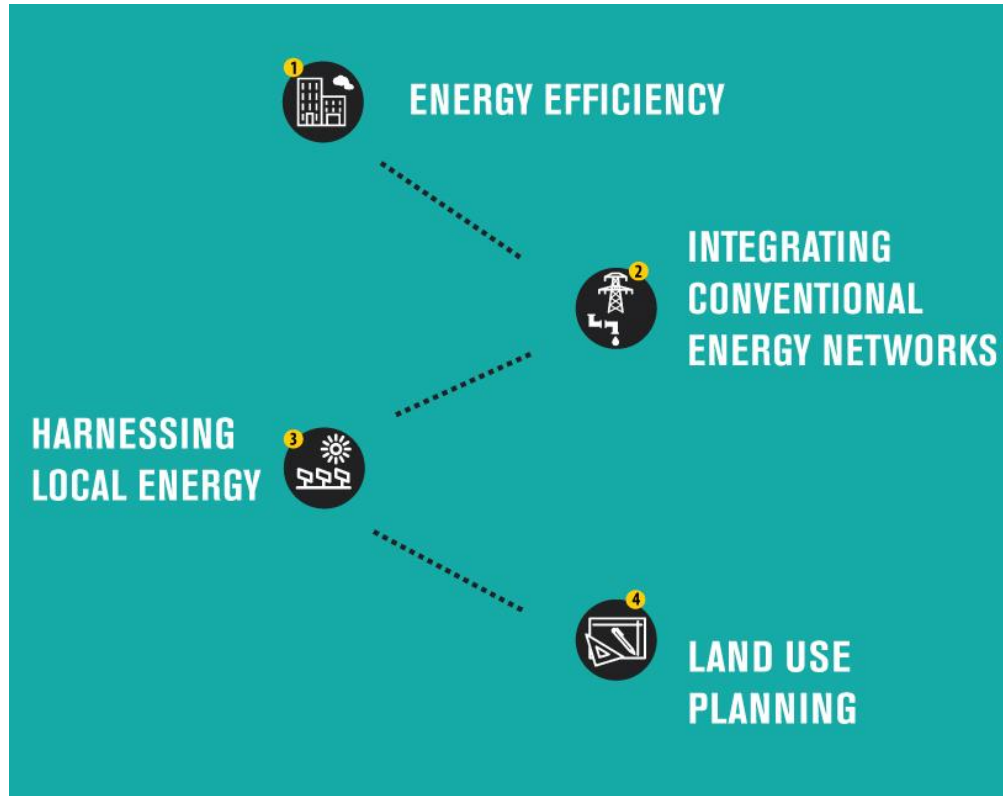 1
ENERGY EFFICIENCY
2
INTEGRATING
CONVENTIONAL
ENERGY NETWORKS
3
HARNESSING
LOCAL ENERGY
4
LAND USE
PLANNING